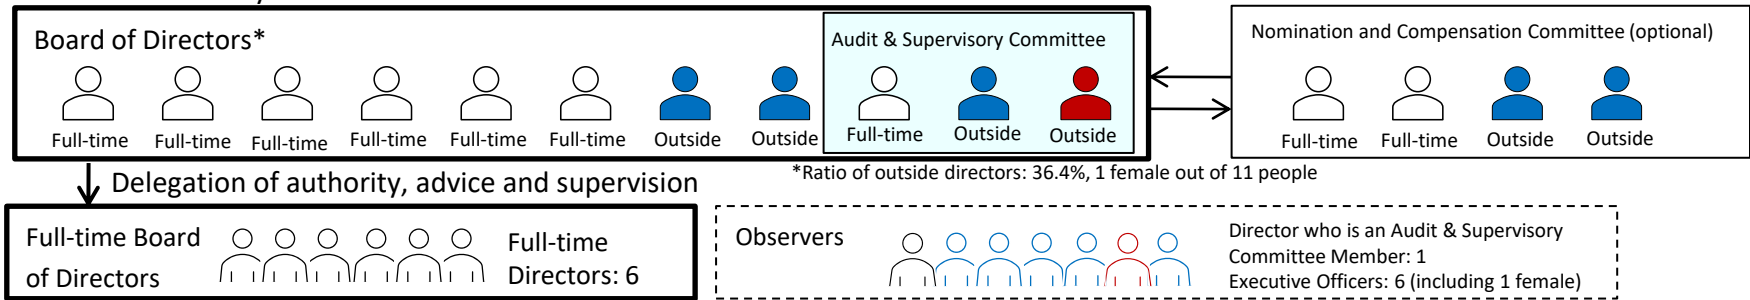 Board of Directors*
Full-time Full-time Full-time Full-time Full-time Full-time Outside Outside
Audit & Supervisory Committee
Full-time Outside Outside
Nomination and Compensation Committee (optional)
Full-time Full-time Outside Outside
*Ratio of outside directors: 36.4%, 1 female out of 11 people
Delegation of authority, advice and supervision
Full-time Board
of Directors
Full-time
Directors: 6
Observers
Director who is an Audit & Supervisory
Committee Member: 1
Executive Officers: 6 (including 1 female)